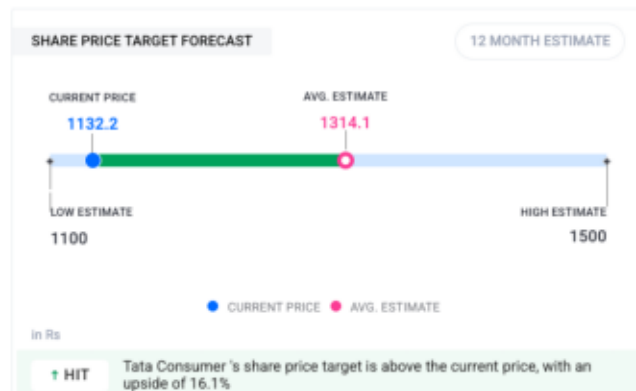 SHARE PRICE TARGET FORECAST
12 MONTH ESTIMATE
CURRENT PRICE
AVG. ESTIMATE
1132.2
1314.1
LOW ESTIMATE
HIGH ESTIMATE
1100
1500
CURRENT PRICE
AVG. ESTIMATE
in Rs
↑ HIT
Tata Consumer 's share price target is above the current price, with an
upside of 16.1%